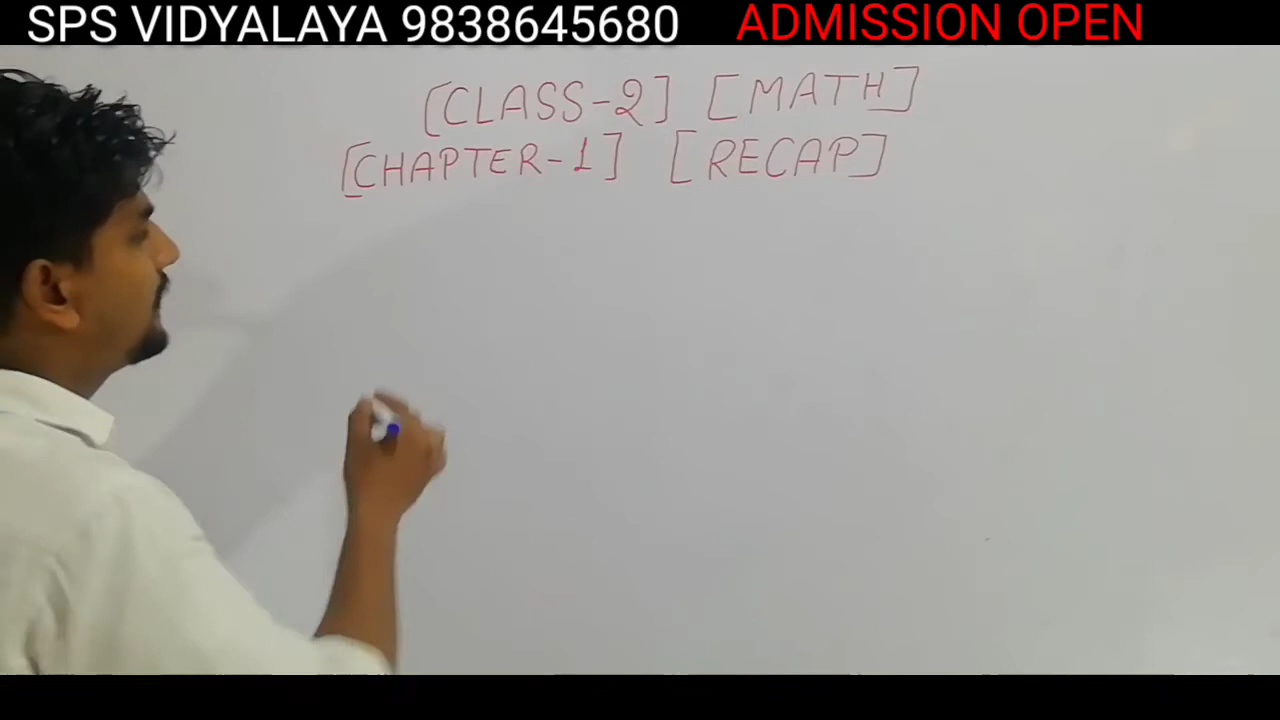 SPS VIDYALAYA 9838645680 ADMISSION OPEN
[CLASS-2] [MATH]
[CHAPTER-1] [RECAP]